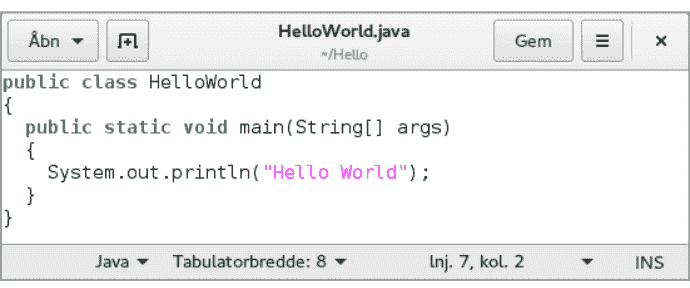 Åbn HelloWorld.java Gem
~/Hello
public class HelloWorld
{
  public static void main(String[] args)
  {
    System.out.println("Hello World");
  }
}
Java Tabulatorbredde: 8 lnj. 7, kol. 2 INS